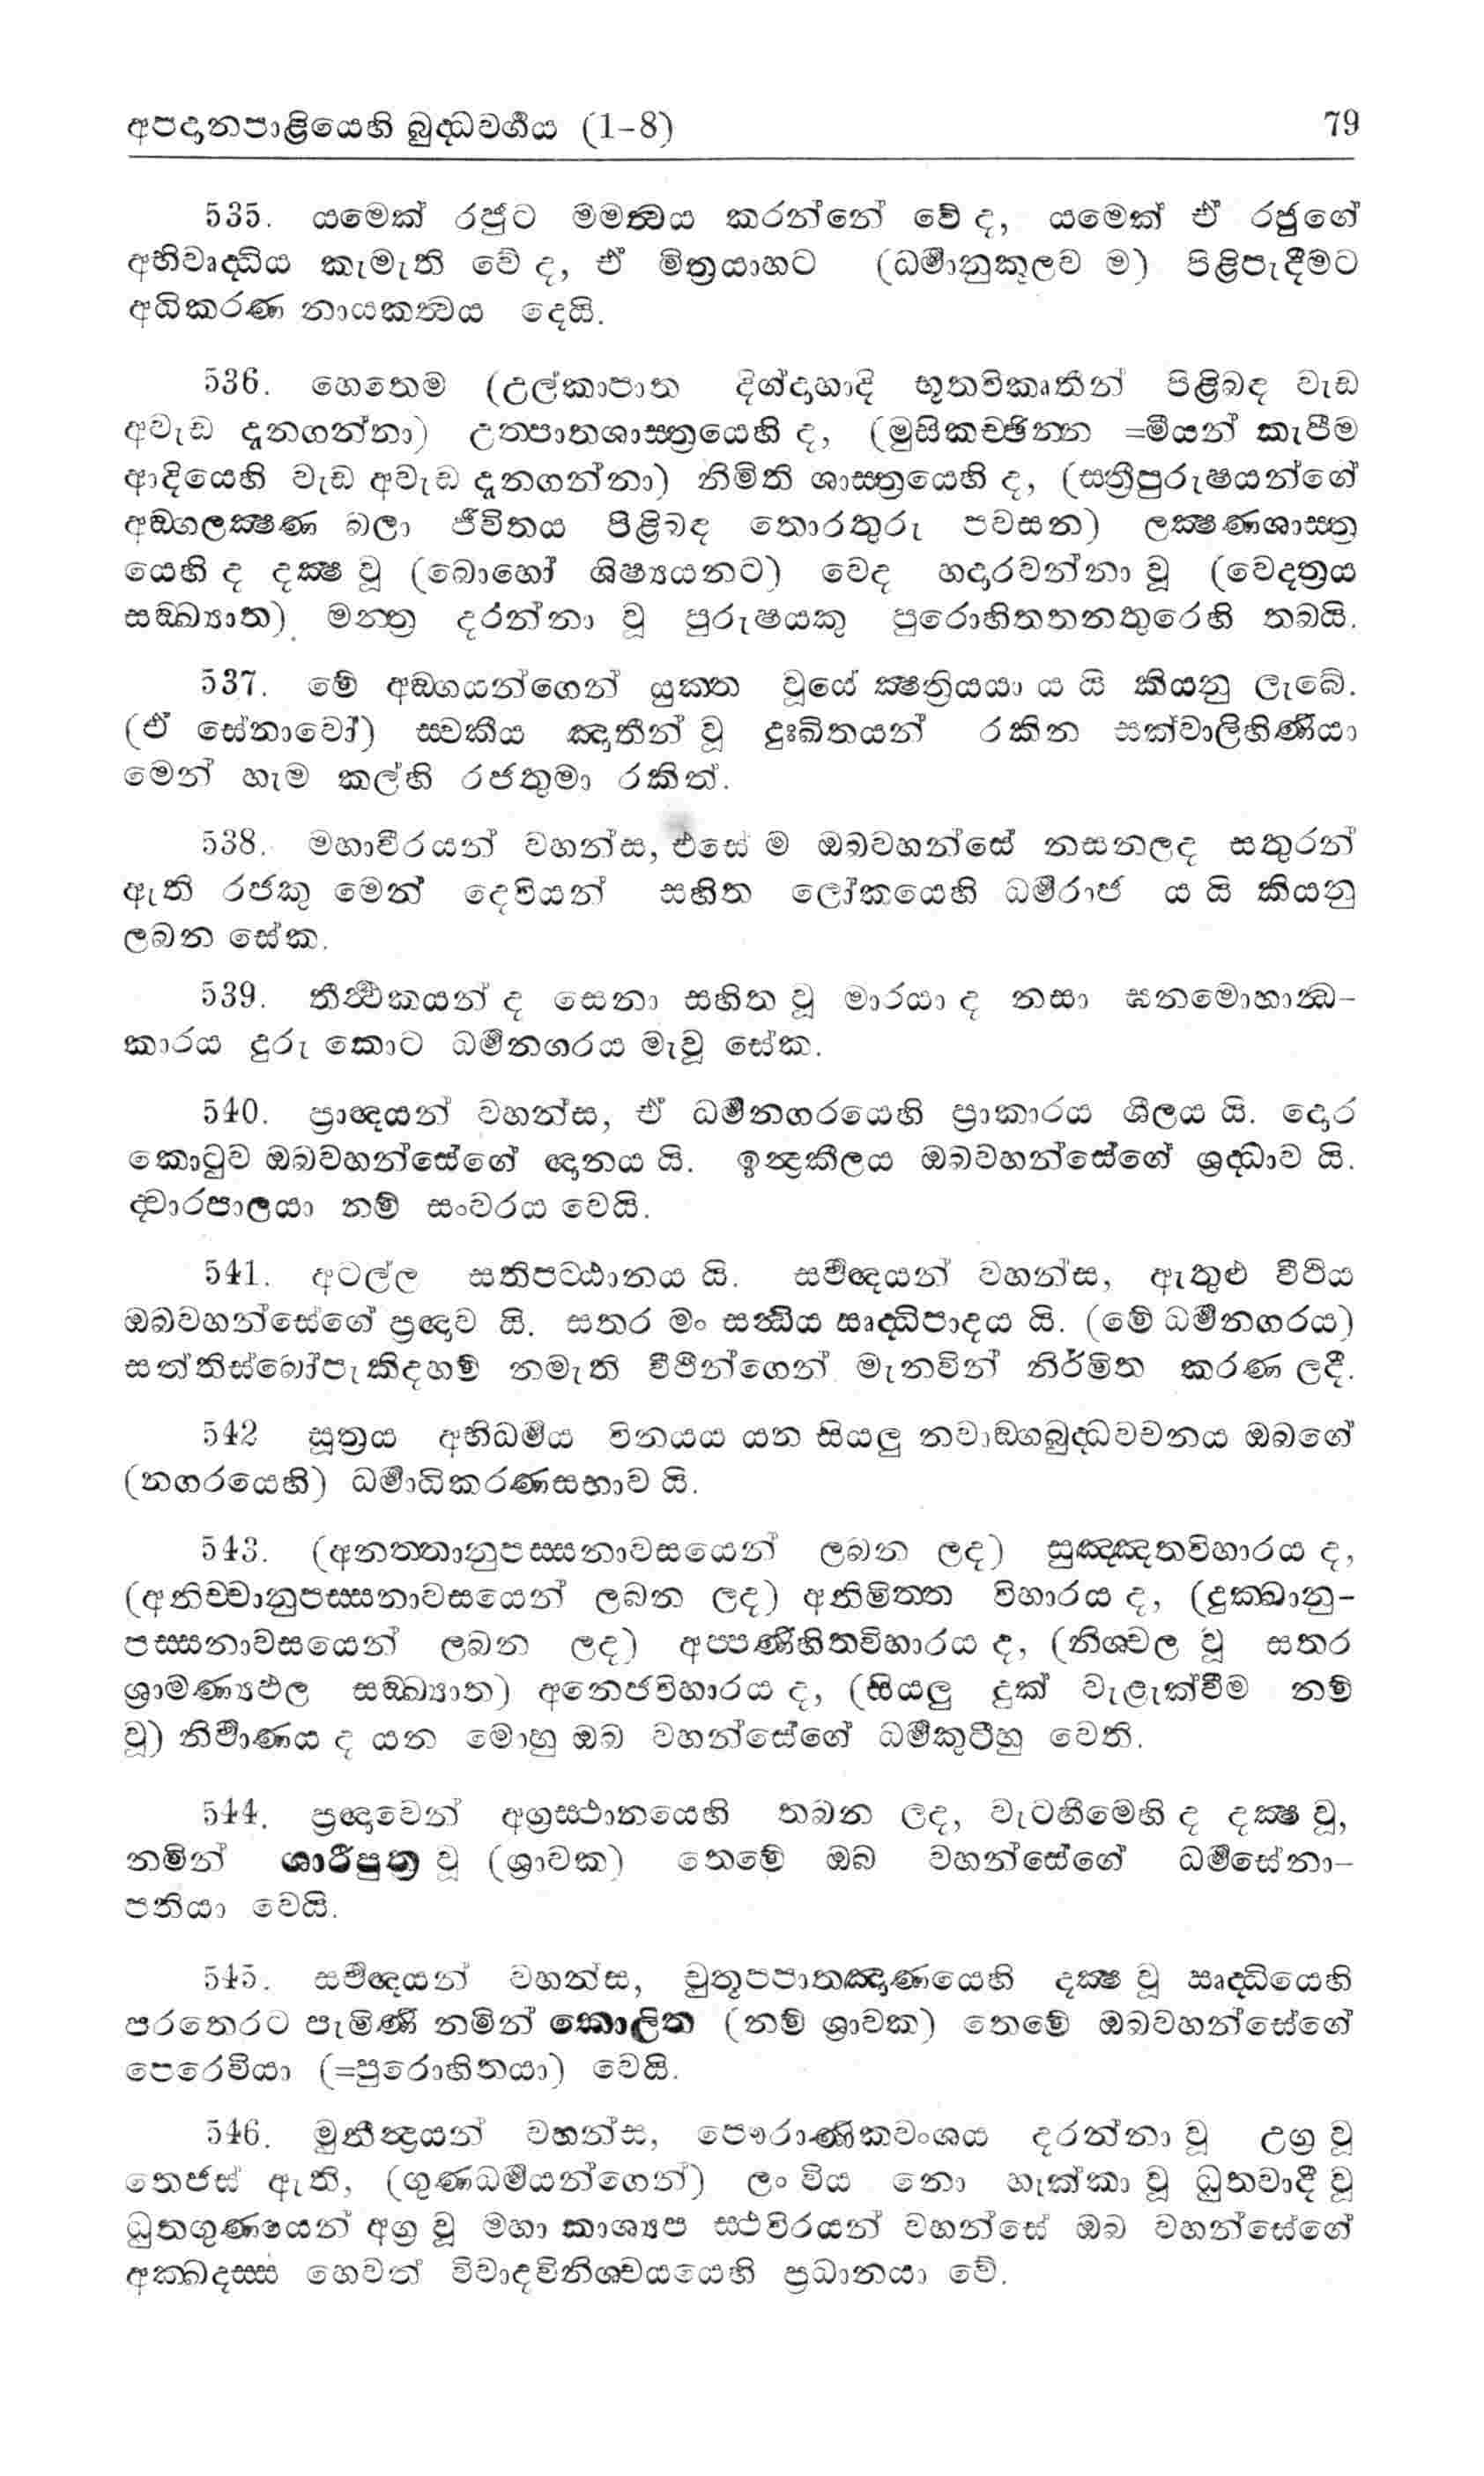 අපදානපාළියෙහි බුද්ධවර්‍ගය (1-8) 79
535. යමෙක් රජුට මමත්‍වය කරන්නේ වේ ද, යමෙක් ඒ රජුගේ
අභිවෘද්ධිය කැමැති වේ ද, ඒ මිත්‍රයාහට (ධර්‍මානුකූලව ම) පිළිපැදීමට
අධිකරණ නායකත්‍වය දෙයි.
536. හෙතෙම (උල්කාපාත දිග්දාහාදි භූතවිකෘතීන් පිළිබඳ වැඩ
අවැඩ දැනගන්නා) උත්පාතශාස්ත්‍රයෙහි ද, (මූසිකච්ඡින්න =මීයන් කැපීම
ආදියෙහි වැඩ අවැඩ දැනගන්නා) නිමිති ශාස්ත්‍රයෙහි ද, (ස්ත්‍රීපුරුෂයන්ගේ
අඞ්ගලක්‍ෂණ බලා ජීවිතය පිළිබඳ තොරතුරු පවසන) ලක්‍ෂණශාස්ත්‍ර
යෙහි ද දක්‍ෂ වූ (බොහෝ ශිෂ්‍යයනට) වෙද හදාරවන්නා වූ (වෙදත්‍රය
සඞ්ඛ්‍යාත) මන්ත්‍ර දරන්නා වූ පුරුෂයකු පුරොහිතතනතුරෙහි තබයි.
537. මේ අඞ්ගයන්ගෙන් යුක්ත වූයේ ක්‍ෂත්‍රියයා ය යි කියනු ලැබේ.
(ඒ සේනාවෝ) ස්වකීය ඤාතීන් වූ දුඃඛිතයන් රකින සක්වාලිහිණියා
මෙන් හැම කල්හි රජතුමා රකිත්.
538. මහාවීරයන් වහන්ස, එසේ ම ඔබවහන්සේ නසනලද සතුරන්
ඇති රජකු මෙන් දෙවියන් සහිත ලෝකයෙහි ධර්‍මරාජ ය යි කියනු
ලබන සේක.
539. තීර්‍ත්‍ථකයන් ද සෙනා සහිත වූ මාරයා ද නසා ඝනමොහාන්‍ධ-
කාරය දුරු කොට ධර්‍මනගරය මැවූ සේක.
540. ප්‍රාඥයන් වහන්ස, ඒ ධර්‍මනගරයෙහි ප්‍රාකාරය ශීලය යි. දොර
කොටුව ඔබවහන්සේගේ ඥානය යි. ඉන්ද්‍රකීලය ඔබවහන්සේගේ ශ්‍රද්ධාව යි.
ද්වාරපාලයා නම් සංවරය වෙයි.
541. අටල්ල සතිපට්ඨානය යි. සර්‍වඥයන් වහන්ස, ඇතුළු වීථිය
ඔබවහන්සේගේ ප්‍රඥාව යි. සතර මං සන්ධිය ඍද්ධිපාදය යි. (මේ ධර්‍මනගරය)
සත්තිස්බෝපැකිදහම් නමැති වීථීන්ගෙන් මැනවින් නිර්මිත කරණ ලදී.
542 සූත්‍රය අභිධර්‍මය විනයය යන සියලු නවාඞ්ගබුද්ධවචනය ඔබගේ
(නගරයෙහි) ධර්‍මාධිකරණසභාව යි.
543. (අනත්තානුපස්සනාවසයෙන් ලබන ලද) සුඤ්ඤතවිහාරය ද,
(අනිච්චානුපස්සනාවසයෙන් ලබන ලද) අනිමිත්ත විහාරය ද, (දුක්ඛානු-
පස්සනාවසයෙන් ලබන ලද) අප්පණිහිතවිහාරය ද, (නිශ්චල වූ සතර
ශ්‍රාමණ්‍යඵල සඞ්ඛ්‍යාත) අනෙජවිහාරය ද, (සියලු දුක් වැළැක්වීම නම්
වූ) නිර්‍වාණය ද යන මොහු ඔබ වහන්සේගේ ධර්‍මකුටීහු වෙති.
544. ප්‍රඥාවෙන් අග්‍රස්ථානයෙහි තබන ලද, වැටහීමෙහි ද දක්‍ෂ වූ,
නමින් ශාරීපුත්‍ර වූ (ශ්‍රාවක) තෙමේ ඔබ වහන්සේගේ ධර්‍මසේනා-
පතියා වෙයි.
545. සර්‍වඥයන් වහන්ස, චුතූපපාතඤාණයෙහි දක්‍ෂ වූ ඍද්ධියෙහි
පරතෙරට පැමිණි නමින් කොලිත (නම් ශ්‍රාවක) තෙමේ ඔබවහන්සේගේ
පෙරෙවියා (=පුරොහිතයා) වෙයි.
546. මුනීන්ද්‍රයන් වහන්ස, පෞරාණිකවංශය දරන්නා වූ උග්‍ර වූ
තෙජස් ඇති, (ගුණධර්‍මයන්ගෙන්) ලං විය නො හැක්කා වූ ධුතවාදී වූ
ධුතගුණයෙන් අග්‍ර වූ මහා කාශ්‍යප ස්ථවිරයන් වහන්සේ ඔබ වහන්සේගේ
අක්ඛදස්ස හෙවත් විවාදවිනිශ්චයයෙහි ප්‍රධානයා වේ.